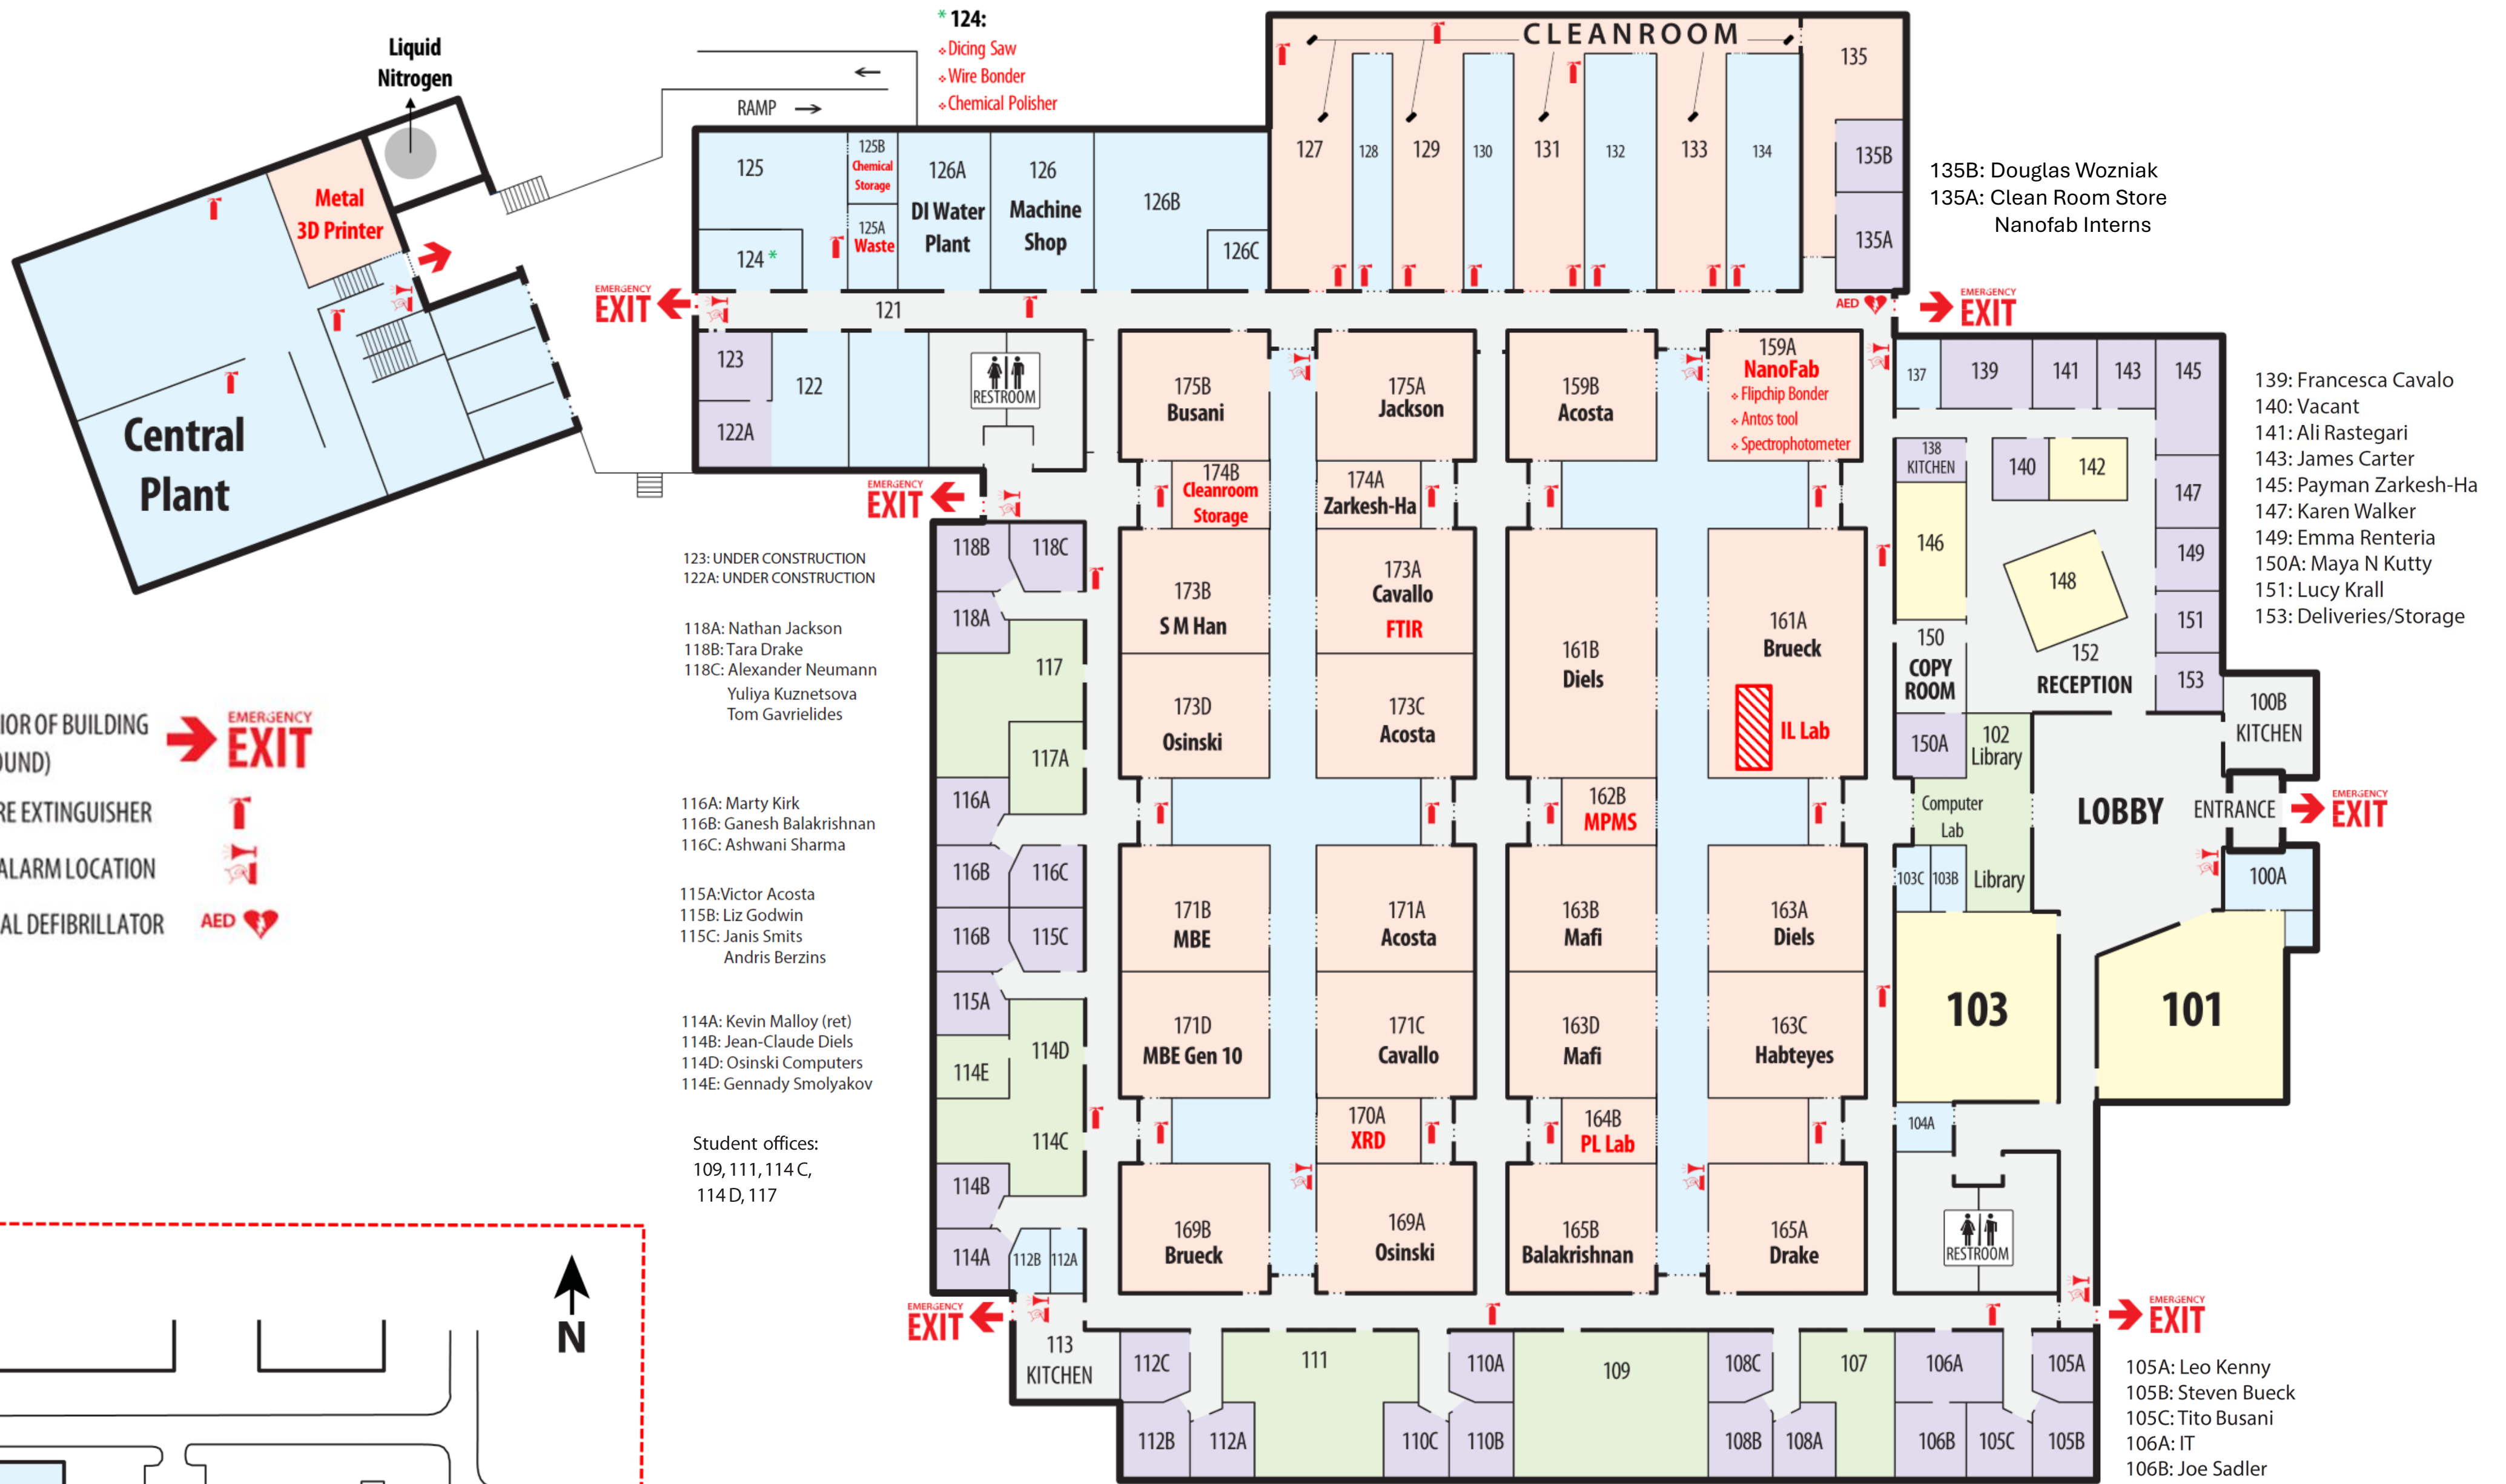 Liquid
Nitrogen
* 124:
Dicing Saw
Wire Bonder
Chemical Polisher
RAMP
CLEANROOM
135
127
128
129
130
131
132
133
134
135B
135A
135B: Douglas Wozniak
135A: Clean Room Store
Nanofab Interns
Metal
3D Printer
Central
Plant
125
125B
Chemical
Storage
125A
Waste
124 *
126A
DI Water
Plant
126
Machine
Shop
126B
126C
EMERGENCY
EXIT
121
AED
EMERGENCY
EXIT
123
122
122A
RESTROOM
175B
Busani
175A
Jackson
159B
Acosta
159A
NanoFab
Flipchip Bonder
Antos tool
Spectrophotometer
137
139
141
143
145
138
KITCHEN
140
142
146
147
148
149
151
150
COPY
ROOM
152
RECEPTION
153
139: Francesca Cavalo
140: Vacant
141: Ali Rastegari
143: James Carter
145: Payman Zarkesh-Ha
147: Karen Walker
149: Emma Renteria
150A: Maya N Kutty
151: Lucy Krall
153: Deliveries/Storage
EMERGENCY
EXIT
174B
Cleanroom
Storage
174A
Zarkesh-Ha
118B
118C
118A
117
117A
116A
116B
116C
116B
115C
115A
114D
114E
114C
114B
114A
112B
112A
123: UNDER CONSTRUCTION
122A: UNDER CONSTRUCTION
118A: Nathan Jackson
118B: Tara Drake
118C: Alexander Neumann
Yuliya Kuznetsova
Tom Gavrielides
116A: Marty Kirk
116B: Ganesh Balakrishnan
116C: Ashwani Sharma
115A:Victor Acosta
115B: Liz Godwin
115C: Janis Smits
Andris Berzins
114A: Kevin Malloy (ret)
114B: Jean-Claude Diels
114D: Osinski Computers
114E: Gennady Smolyakov
Student offices:
109, 111, 114 C,
114 D, 117
173B
S M Han
173A
Cavallo
FTIR
161B
Diels
161A
Brueck
IL Lab
173D
Osinski
173C
Acosta
162B
MPMS
150A
102
Library
Computer
Lab
103C
103B
Library
LOBBY
100B
KITCHEN
ENTRANCE
EMERGENCY
EXIT
100A
171B
MBE
171A
Acosta
163B
Mafi
163A
Diels
171D
MBE Gen 10
171C
Cavallo
163D
Mafi
163C
Habteyes
103
101
104A
170A
XRD
164B
PL Lab
169B
Brueck
169A
Osinski
165B
Balakrishnan
165A
Drake
RESTROOM
IOR OF BUILDING
EMERGENCY
EXIT
OUND)
RE EXTINGUISHER
ALARM LOCATION
AL DEFIBRILLATOR
AED
N
EMERGENCY
EXIT
EMERGENCY
EXIT
113
KITCHEN
112C
111
110A
109
108C
107
106A
105A
112B
112A
110C
110B
108B
108A
106B
105C
105B
105A: Leo Kenny
105B: Steven Bueck
105C: Tito Busani
106A: IT
106B: Joe Sadler